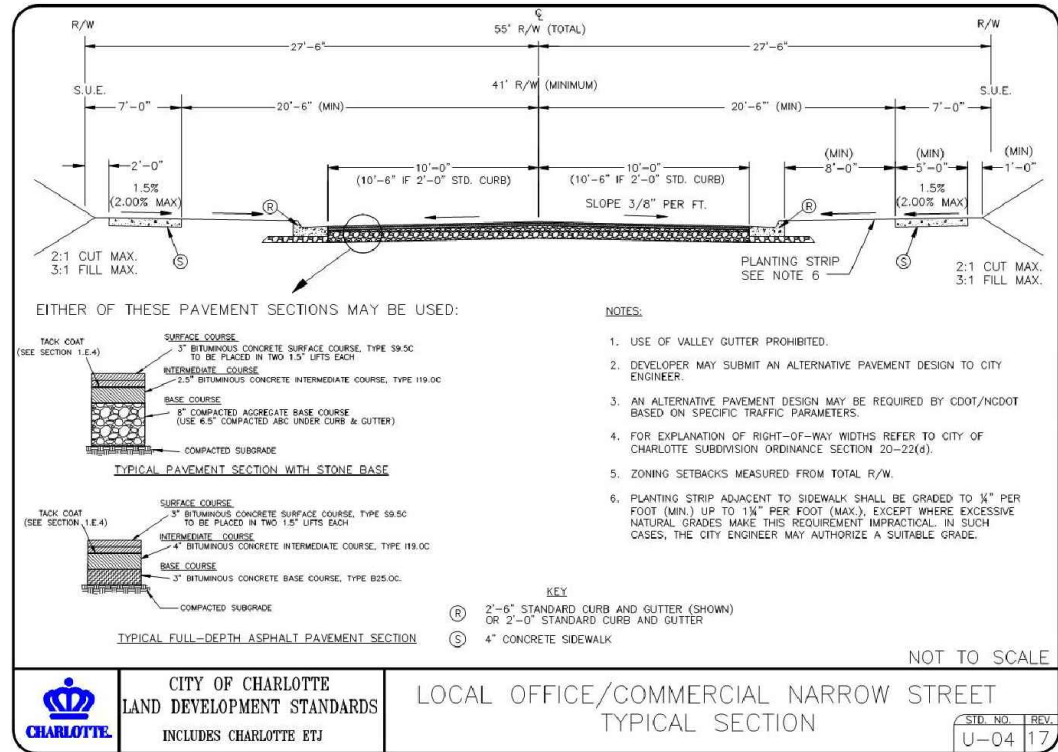 ℄
R/W
55' R/W (TOTAL)
R/W
27'-6"
27'-6"
S.U.E.
41' R/W (MINIMUM)
S.U.E.
7'-0"
20'-6" (MIN)
20'-6" (MIN)
7'-0"
2'-0"
10'-0"
(10'-6" IF 2'-0" STD. CURB)
10'-0"
(10'-6" IF 2'-0" STD. CURB)
(MIN)
8'-0"
(MIN)
5'-0"
(MIN)
1'-0"
1.5%
(2.00% MAX)
R
SLOPE 3/8" PER FT.
R
1.5%
(2.00% MAX)
2:1 CUT MAX.
3:1 FILL MAX.
S
PLANTING STRIP
SEE NOTE 6
S
2:1 CUT MAX.
3:1 FILL MAX.
EITHER OF THESE PAVEMENT SECTIONS MAY BE USED:
TACK COAT
(SEE SECTION 1.E.4)
SURFACE COURSE
3" BITUMINOUS CONCRETE SURFACE COURSE, TYPE S9.5C
TO BE PLACED IN TWO 1.5" LIFTS EACH
INTERMEDIATE COURSE
2.5" BITUMINOUS CONCRETE INTERMEDIATE COURSE, TYPE I19.0C
BASE COURSE
8" COMPACTED AGGREGATE BASE COURSE
(USE 6.5" COMPACTED ABC UNDER CURB & GUTTER)
COMPACTED SUBGRADE
TYPICAL PAVEMENT SECTION WITH STONE BASE
TACK COAT
(SEE SECTION 1.E.4)
SURFACE COURSE
3" BITUMINOUS CONCRETE SURFACE COURSE, TYPE S9.5C
TO BE PLACED IN TWO 1.5" LIFTS EACH
INTERMEDIATE COURSE
4" BITUMINOUS CONCRETE INTERMEDIATE COURSE, TYPE I19.0C
BASE COURSE
3" BITUMINOUS CONCRETE BASE COURSE, TYPE B25.0C.
COMPACTED SUBGRADE
TYPICAL FULL-DEPTH ASPHALT PAVEMENT SECTION
NOTES:
1. USE OF VALLEY GUTTER PROHIBITED.
2. DEVELOPER MAY SUBMIT AN ALTERNATIVE PAVEMENT DESIGN TO CITY
ENGINEER.
3. AN ALTERNATIVE PAVEMENT DESIGN MAY BE REQUIRED BY CDOT/NCDOT
BASED ON SPECIFIC TRAFFIC PARAMETERS.
4. FOR EXPLANATION OF RIGHT-OF-WAY WIDTHS REFER TO CITY OF
CHARLOTTE SUBDIVISION ORDINANCE SECTION 20-22(d).
5. ZONING SETBACKS MEASURED FROM TOTAL R/W.
6. PLANTING STRIP ADJACENT TO SIDEWALK SHALL BE GRADED TO ¼" PER
FOOT (MIN.) UP TO 1¼" PER FOOT (MAX.), EXCEPT WHERE EXCESSIVE
NATURAL GRADES MAKE THIS REQUIREMENT IMPRACTICAL. IN SUCH
CASES, THE CITY ENGINEER MAY AUTHORIZE A SUITABLE GRADE.
KEY
R 2'-6" STANDARD CURB AND GUTTER (SHOWN)
OR 2'-0" STANDARD CURB AND GUTTER
S 4" CONCRETE SIDEWALK
NOT TO SCALE
CHARLOTTE.
CITY OF CHARLOTTE
LAND DEVELOPMENT STANDARDS
INCLUDES CHARLOTTE ETJ
LOCAL OFFICE/COMMERCIAL NARROW STREET
TYPICAL SECTION
STD. NO. REV.
U-04 17